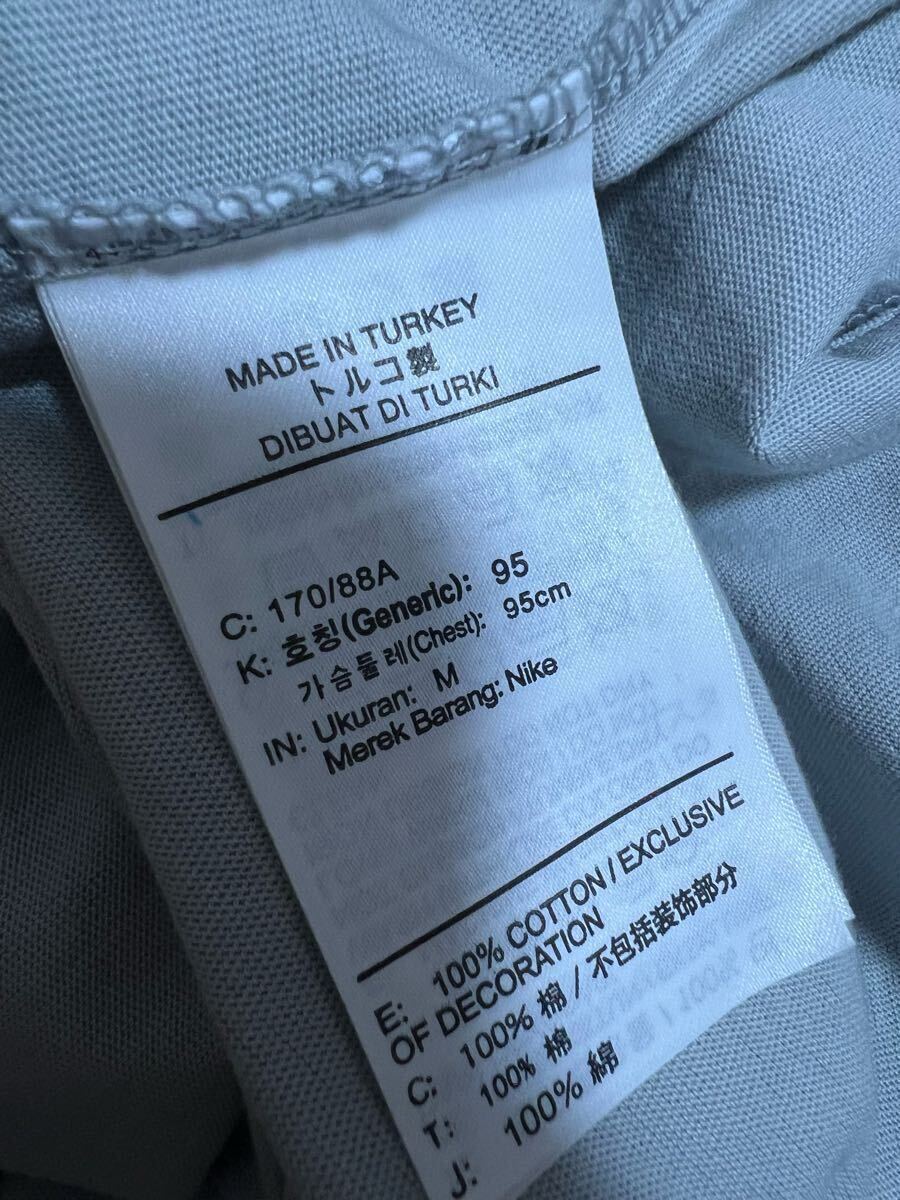 MADE IN TURKEY
トルコ製
DIBUAT DI TURKI
C: 170/88A
K: 호칭(Generic): 95
가슴둘레(Chest): 95cm
IN: Ukuran: M
Merek Barang: Nike
E: 100% COTTON / EXCLUSIVE
OF DECORATION
C: 100% 棉 / 不包括装饰部分
T: 100% 棉
J: 100% 綿